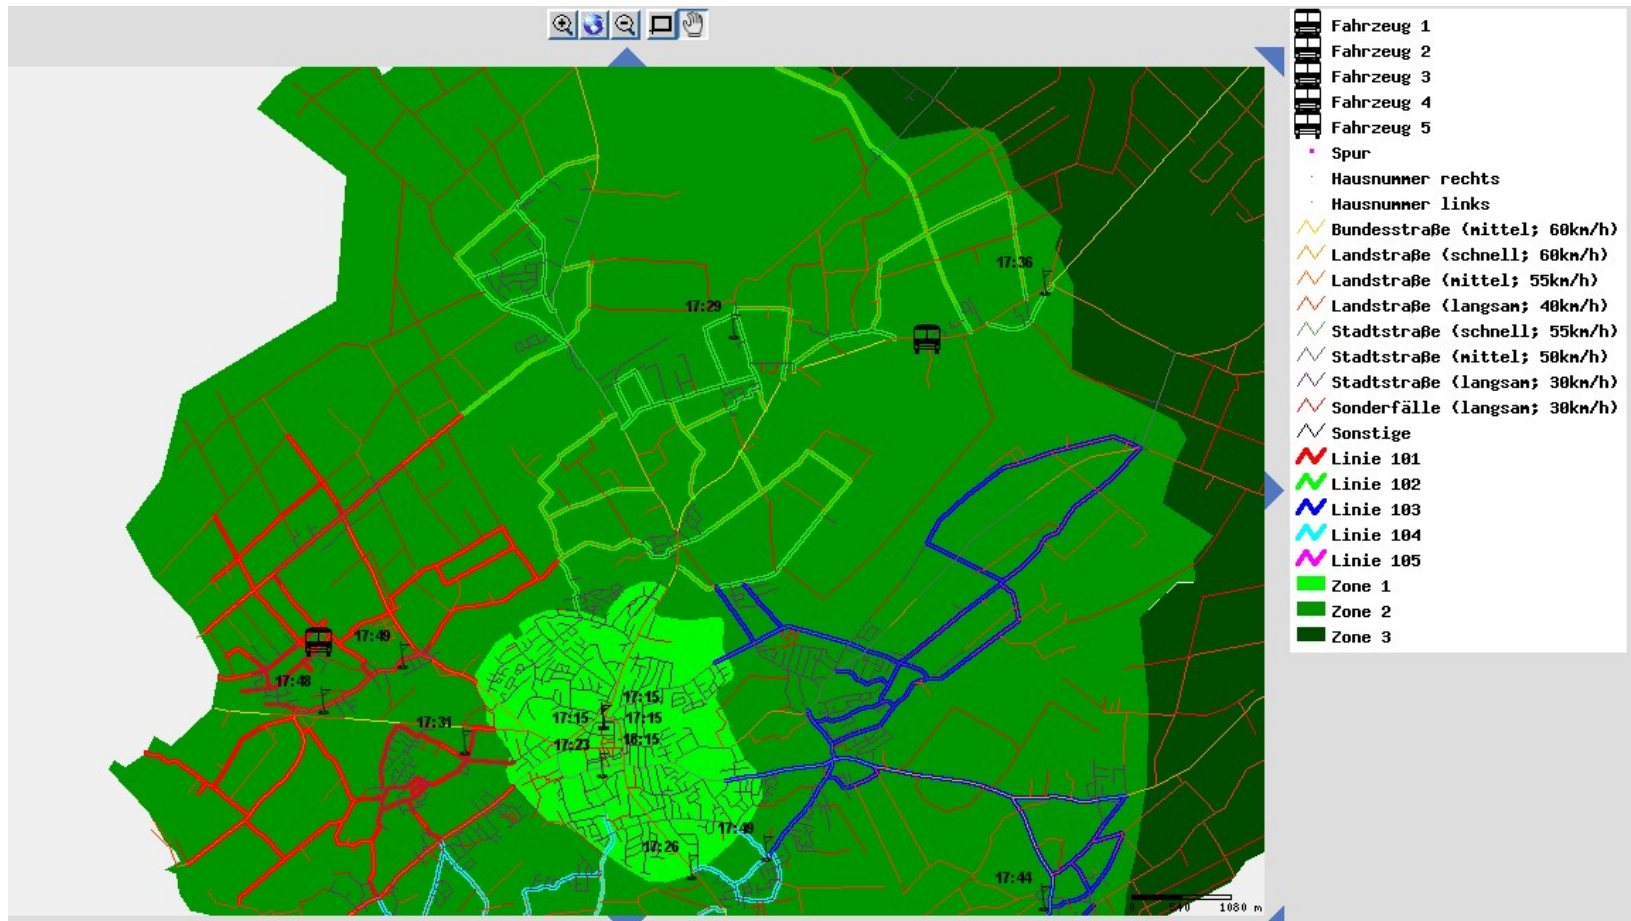 Fahrzeug 1
Fahrzeug 2
Fahrzeug 3
Fahrzeug 4
Fahrzeug 5
Spur
Hausnummer rechts
Hausnummer links
Bundesstraße (mittel; 60km/h)
Landstraße (schnell; 60km/h)
Landstraße (mittel; 55km/h)
Landstraße (langsam; 40km/h)
Stadtstraße (schnell; 55km/h)
Stadtstraße (mittel; 50km/h)
Stadtstraße (langsam; 30km/h)
Sonderfälle (langsam; 30km/h)
Sonstige
Linie 101
Linie 102
Linie 103
Linie 104
Linie 105
Zone 1
Zone 2
Zone 3
17:36
17:29
17:49
17:48
17:31
17:15
17:15
17:15
17:23
18:15
17:49
17:26
17:44
0 540 1080 m